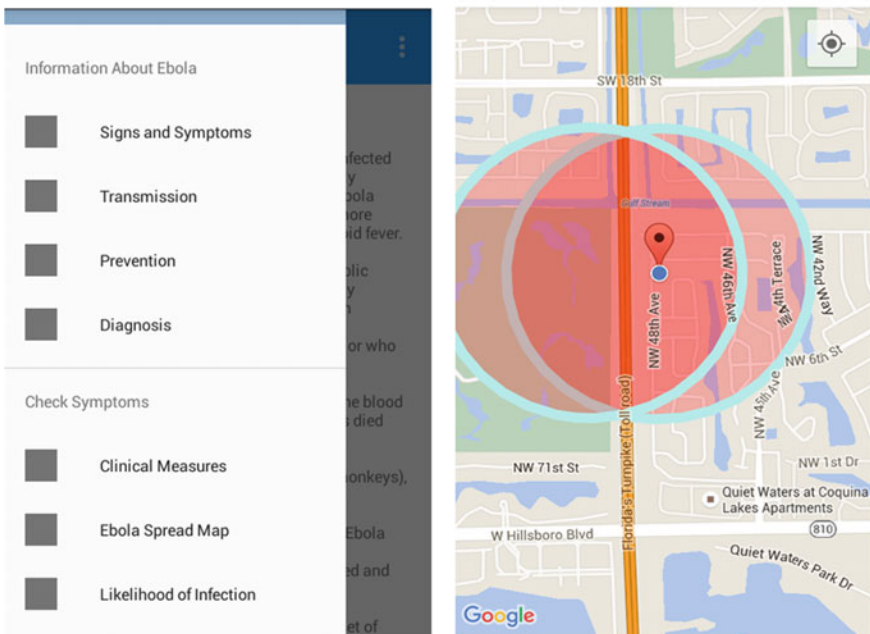 Information About Ebola
Signs and Symptoms
Transmission
Prevention
Diagnosis
Check Symptoms
Clinical Measures
Ebola Spread Map
Likelihood of Infection
nfected
y
bola
nore
oid fever.
blic
y
n
or who
he blood
s died
onkeys),
Ebola
ed and
et of
SW 18th St
Gulf Stream
NW 48th Ave
NW 46th Ave
NW 44th Terrace
NW 42nd Way
NW 6th St
NW 45th Ave
Florida's Turnpike (Toll road)
NW 71st St
NW 1st Dr
Quiet Waters at Coquina
Lakes Apartments
W Hillsboro Blvd
810
Quiet Waters Park Dr
Google